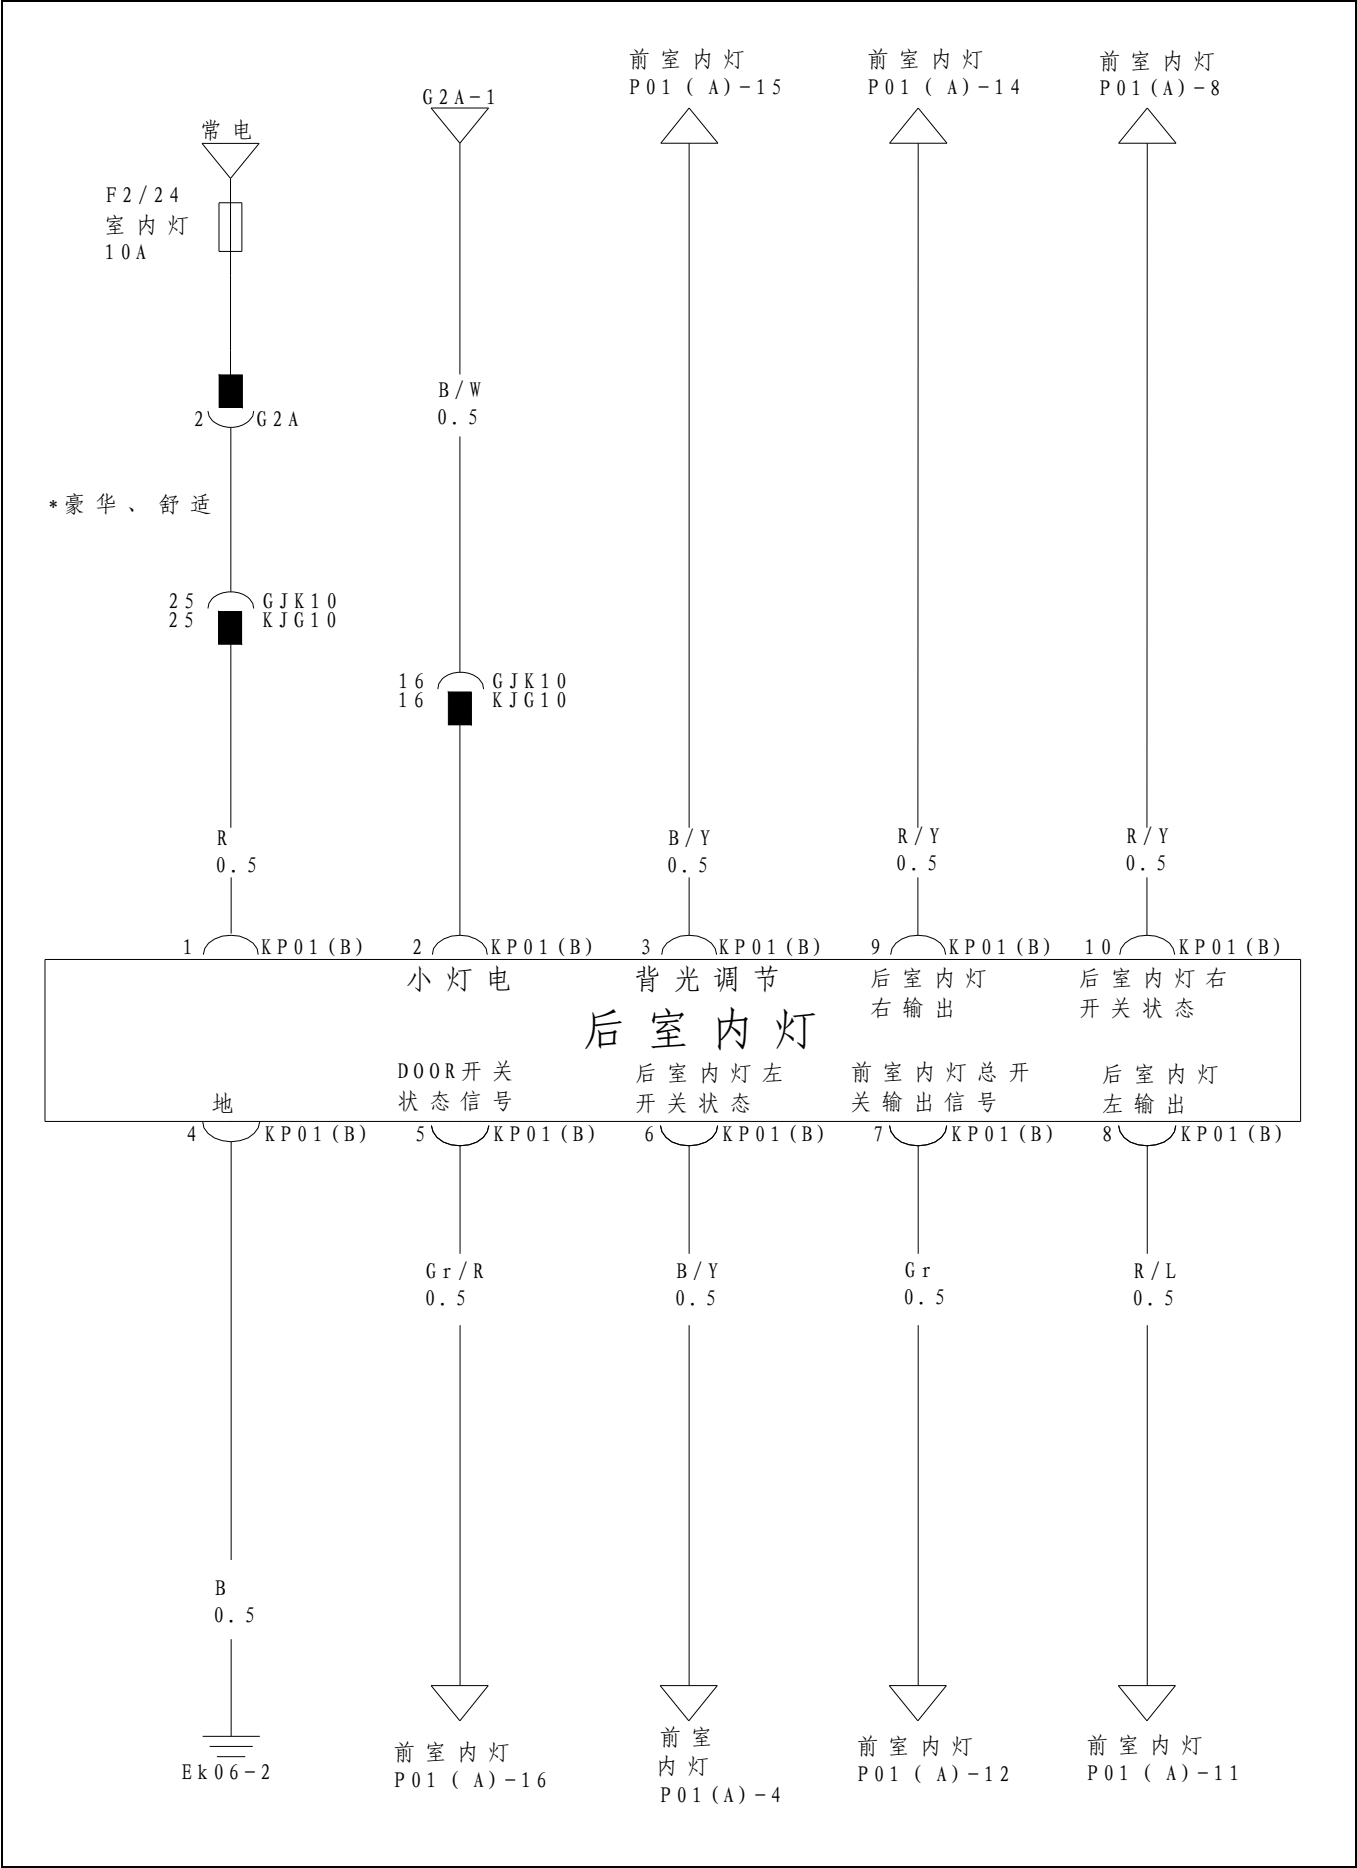 前室内灯
P01(A)-15
前室内灯
P01(A)-14
前室内灯
P01(A)-8
G2A-1
常电
F2/24
室内灯
10A
B/W
0.5
2 G2A
*豪华、舒适
25 GJK10
25 KJG10
16 GJK10
16 KJG10
R
0.5
B/Y
0.5
R/Y
0.5
R/Y
0.5
1 KP01(B)
2 KP01(B)
3 KP01(B)
9 KP01(B)
10 KP01(B)
小灯电
背光调节
后室内灯
右输出
后室内灯右
开关状态
后室内灯
DOOR开关
状态信号
后室内灯左
开关状态
前室内灯总开
关输出信号
后室内灯
左输出
地
4 KP01(B)
5 KP01(B)
6 KP01(B)
7 KP01(B)
8 KP01(B)
Gr/R
0.5
B/Y
0.5
Gr
0.5
R/L
0.5
B
0.5
Ek06-2
前室内灯
P01(A)-16
前室
内灯
P01(A)-4
前室内灯
P01(A)-12
前室内灯
P01(A)-11